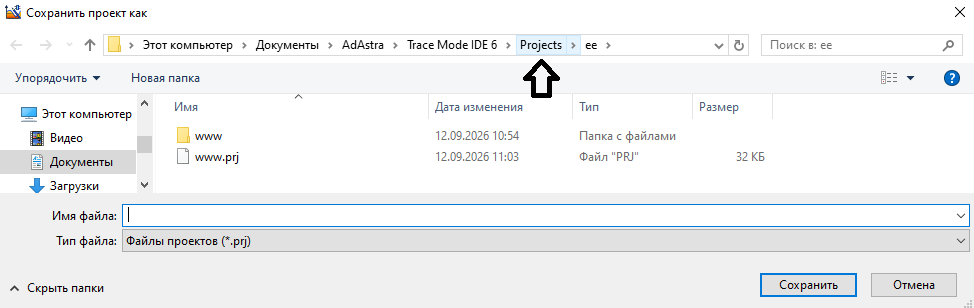 Сохранить проект как
Этот компьютер > Документы > AdAstra > Trace Mode IDE 6 > Projects > ee >
Поиск в: ee
Упорядочить
Новая папка
Имя
Дата изменения
Тип
Размер
Этот компьютер
Видео
Документы
Загрузки
www
12.09.2026 10:54
Папка с файлами
www.prj
12.09.2026 11:03
Файл "PRJ"
32 КБ
Имя файла:
Тип файла: Файлы проектов (*.prj)
Скрыть папки
Сохранить
Отмена